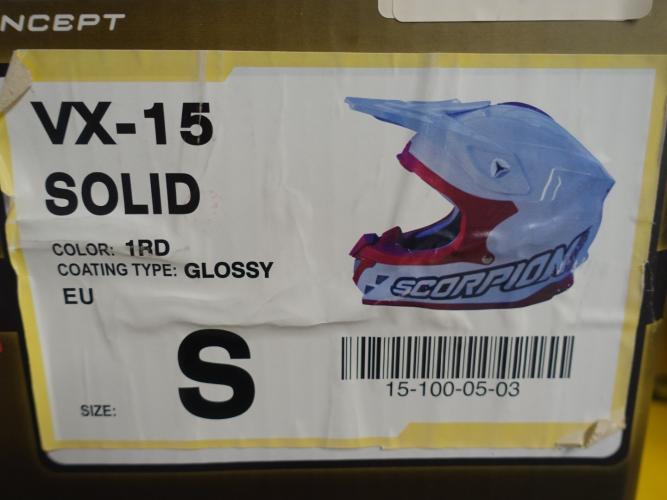 NCEPT
VX-15
SOLID
COLOR: 1RD
COATING TYPE: GLOSSY
EU
SCORPION
SIZE: S
15-100-05-03